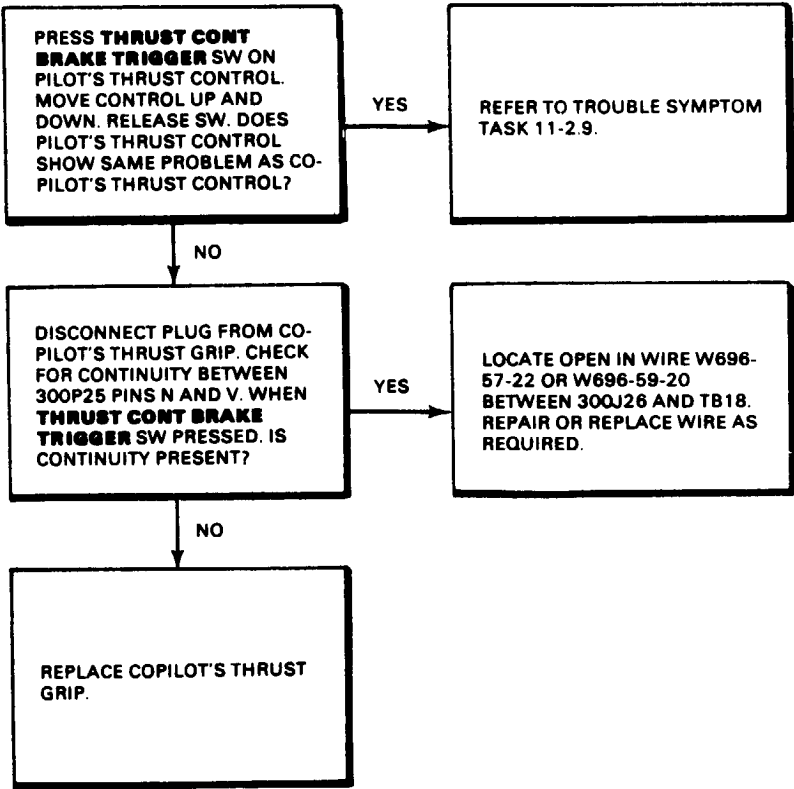 PRESS THRUST CONT
BRAKE TRIGGER SW ON
PILOT'S THRUST CONTROL.
MOVE CONTROL UP AND
DOWN. RELEASE SW. DOES
PILOT'S THRUST CONTROL
SHOW SAME PROBLEM AS CO-
PILOT'S THRUST CONTROL?
YES
REFER TO TROUBLE SYMPTOM
TASK 11-2.9.
NO
DISCONNECT PLUG FROM CO-
PILOT'S THRUST GRIP. CHECK
FOR CONTINUITY BETWEEN
300P25 PINS N AND V. WHEN
THRUST CONT BRAKE
TRIGGER SW PRESSED. IS
CONTINUITY PRESENT?
YES
LOCATE OPEN IN WIRE W696-
57-22 OR W696-59-20
BETWEEN 300J26 AND TB18.
REPAIR OR REPLACE WIRE AS
REQUIRED.
NO
REPLACE COPILOT'S THRUST
GRIP.